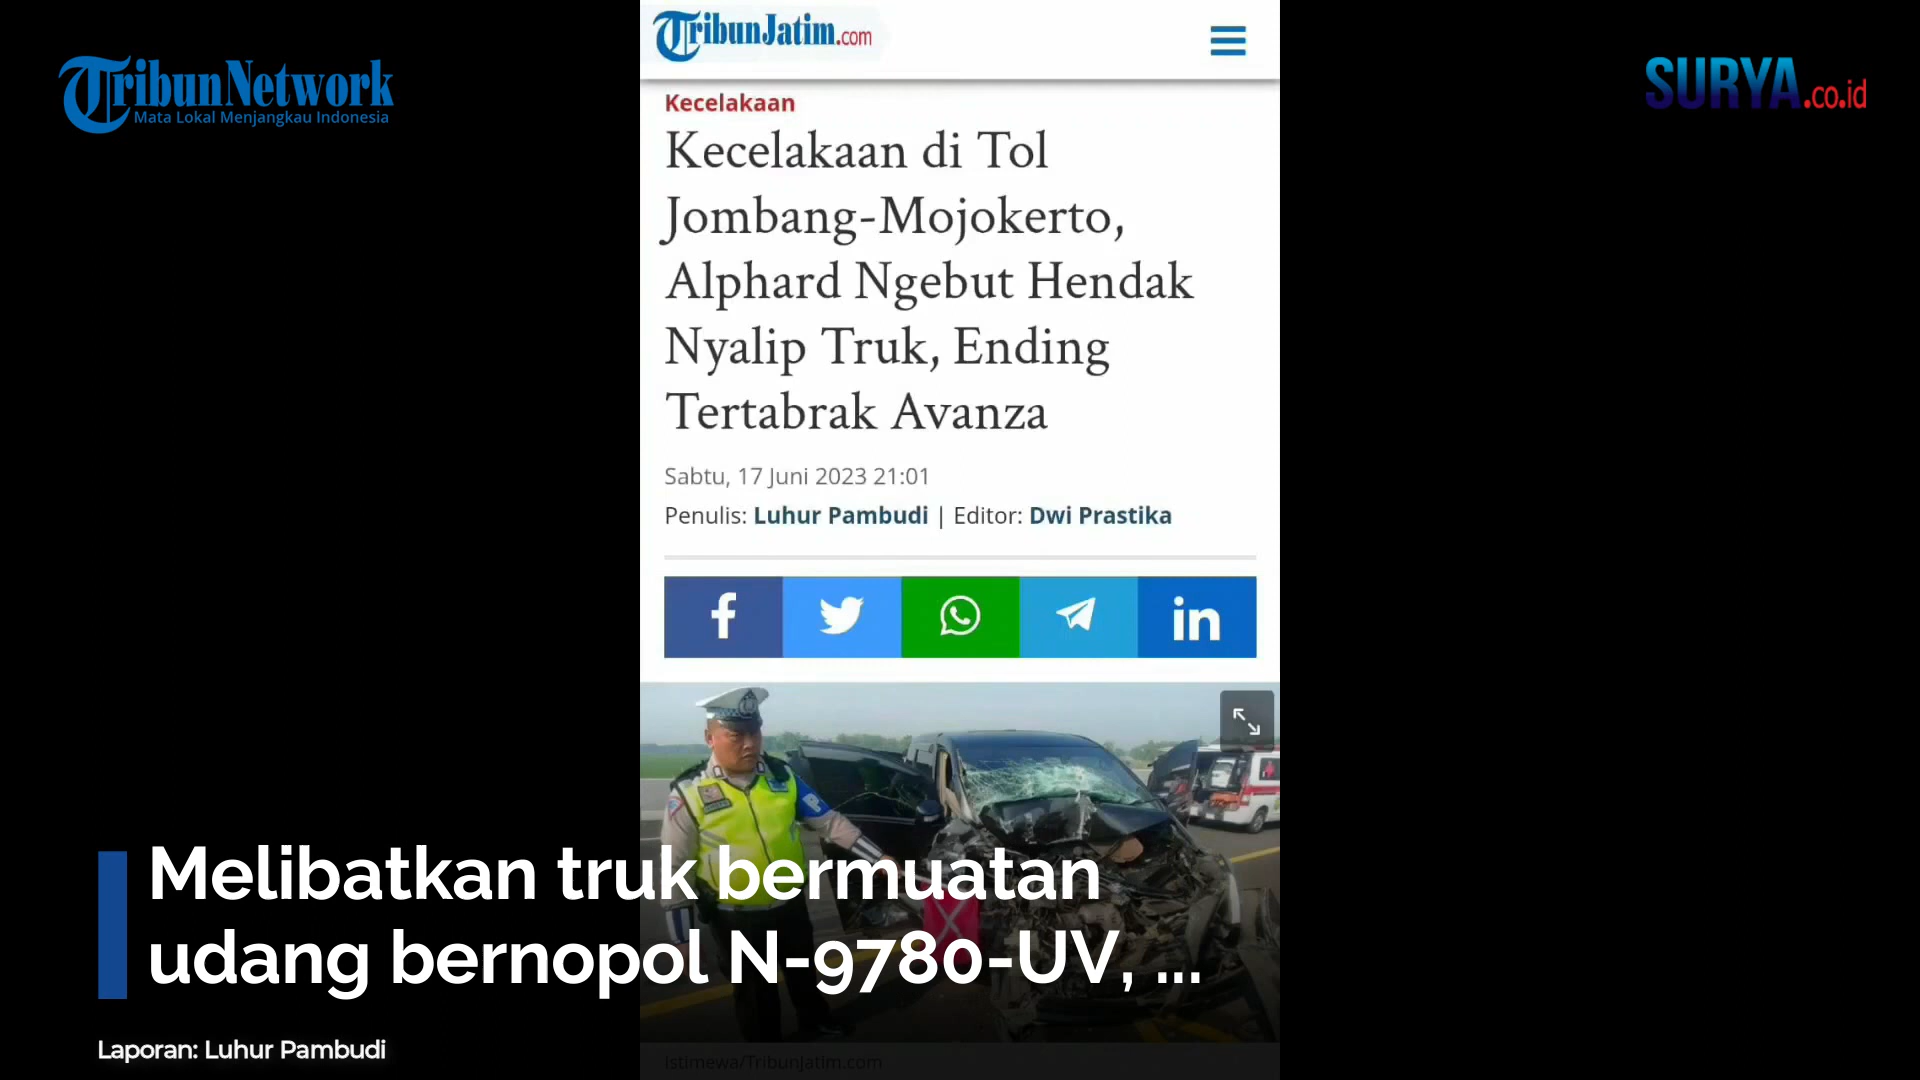 TribunJatim.com
TribunNetwork
Mata Lokal Menjangkau Indonesia
SURYA.co.id
Kecelakaan
Kecelakaan di Tol
Jombang-Mojokerto,
Alphard Ngebut Hendak
Nyalip Truk, Ending
Tertabrak Avanza
Sabtu, 17 Juni 2023 21:01
Penulis: Luhur Pambudi | Editor: Dwi Prastika
Melibatkan truk bermuatan
udang bernopol N-9780-UV, ...
Laporan: Luhur Pambudi
istimewa/TribunJatim.com